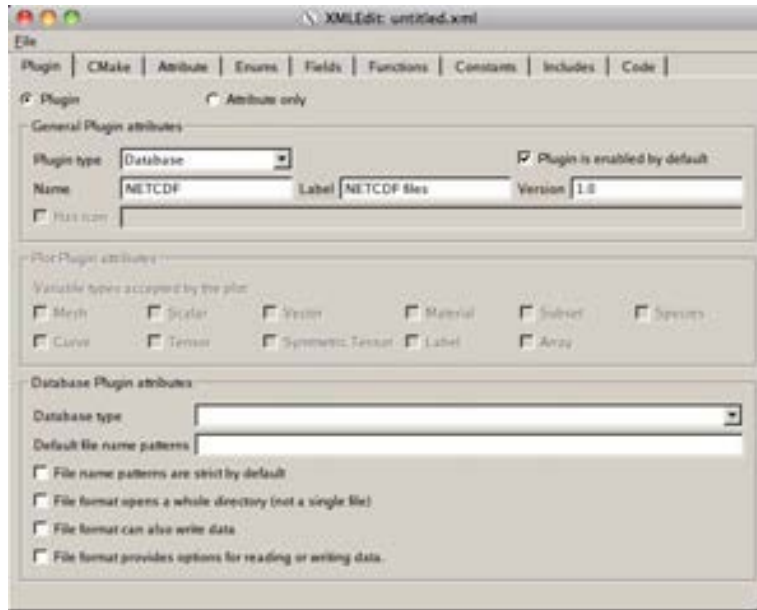 XMLEdit: untitled.xml
File
Plugin CMake Attribute Enums Fields Functions Constants Includes Code
Plugin Attribute only
General Plugin attributes
Plugin type Database Plugin is enabled by default
Name NETCDF Label NETCDF files Version 1.0
Has icon
Plot Plugin attributes
Variable types accepted by the plot
Mesh Scalar Vector Material Subset Species
Curve Tensor Symmetric Tensor Label Array
Database Plugin attributes
Database type
Default file name patterns
File name patterns are strict by default
File format opens a whole directory (not a single file)
File format can also write data
File format provides options for reading or writing data.